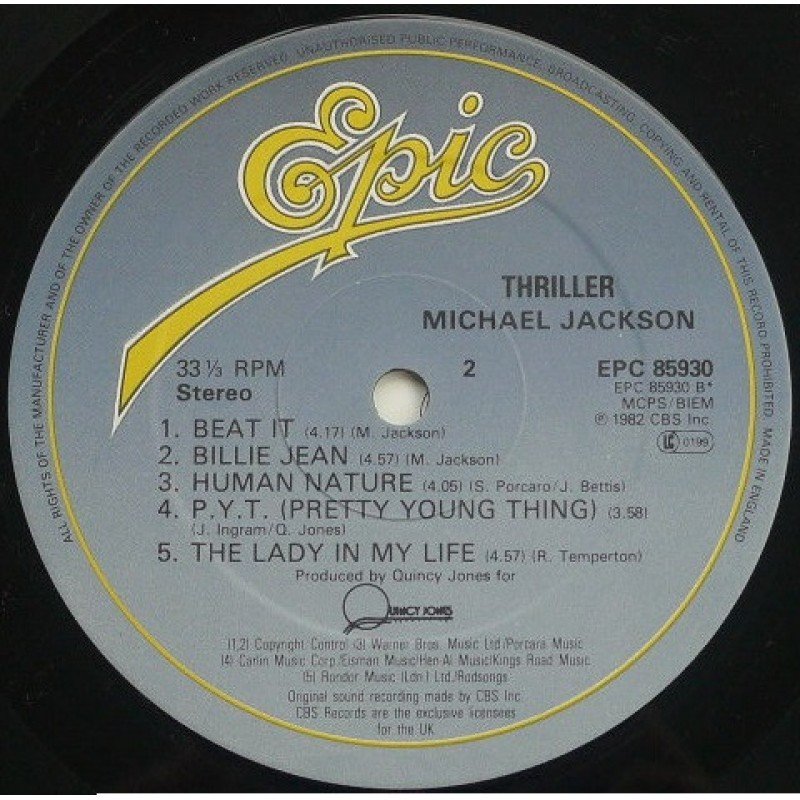 ALL RIGHTS OF THE MANUFACTURER AND OF THE OWNER OF THE RECORDED WORK RESERVED. UNAUTHORISED PUBLIC PERFORMANCE, BROADCASTING, COPYING AND RENTAL OF THIS RECORD PROHIBITED. MADE IN ENGLAND
Epic
THRILLER
MICHAEL JACKSON
33⅓ RPM 2 EPC 85930
Stereo EPC 85930 B*
MCPS/BIEM
℗ 1982 CBS Inc
LC 0199
1. BEAT IT (4.17) (M. Jackson)
2. BILLIE JEAN (4.57) (M. Jackson)
3. HUMAN NATURE (4.05) (S. Porcaro/J. Bettis)
4. P.Y.T. (PRETTY YOUNG THING) (3.58)
(J. Ingram/Q. Jones)
5. THE LADY IN MY LIFE (4.57) (R. Temperton)
Produced by Quincy Jones for
QUINCY JONES
(1,2) Copyright Control (3) Warner Bros. Music Ltd/Porcara Music
(4) Carlin Music Corp/Eisman Music/Hen-Al Music/Kings Road Music
(5) Rondor Music (Ldn) Ltd./Rodsongs
Original sound recording made by CBS Inc.
CBS Records are the exclusive licensees
for the UK